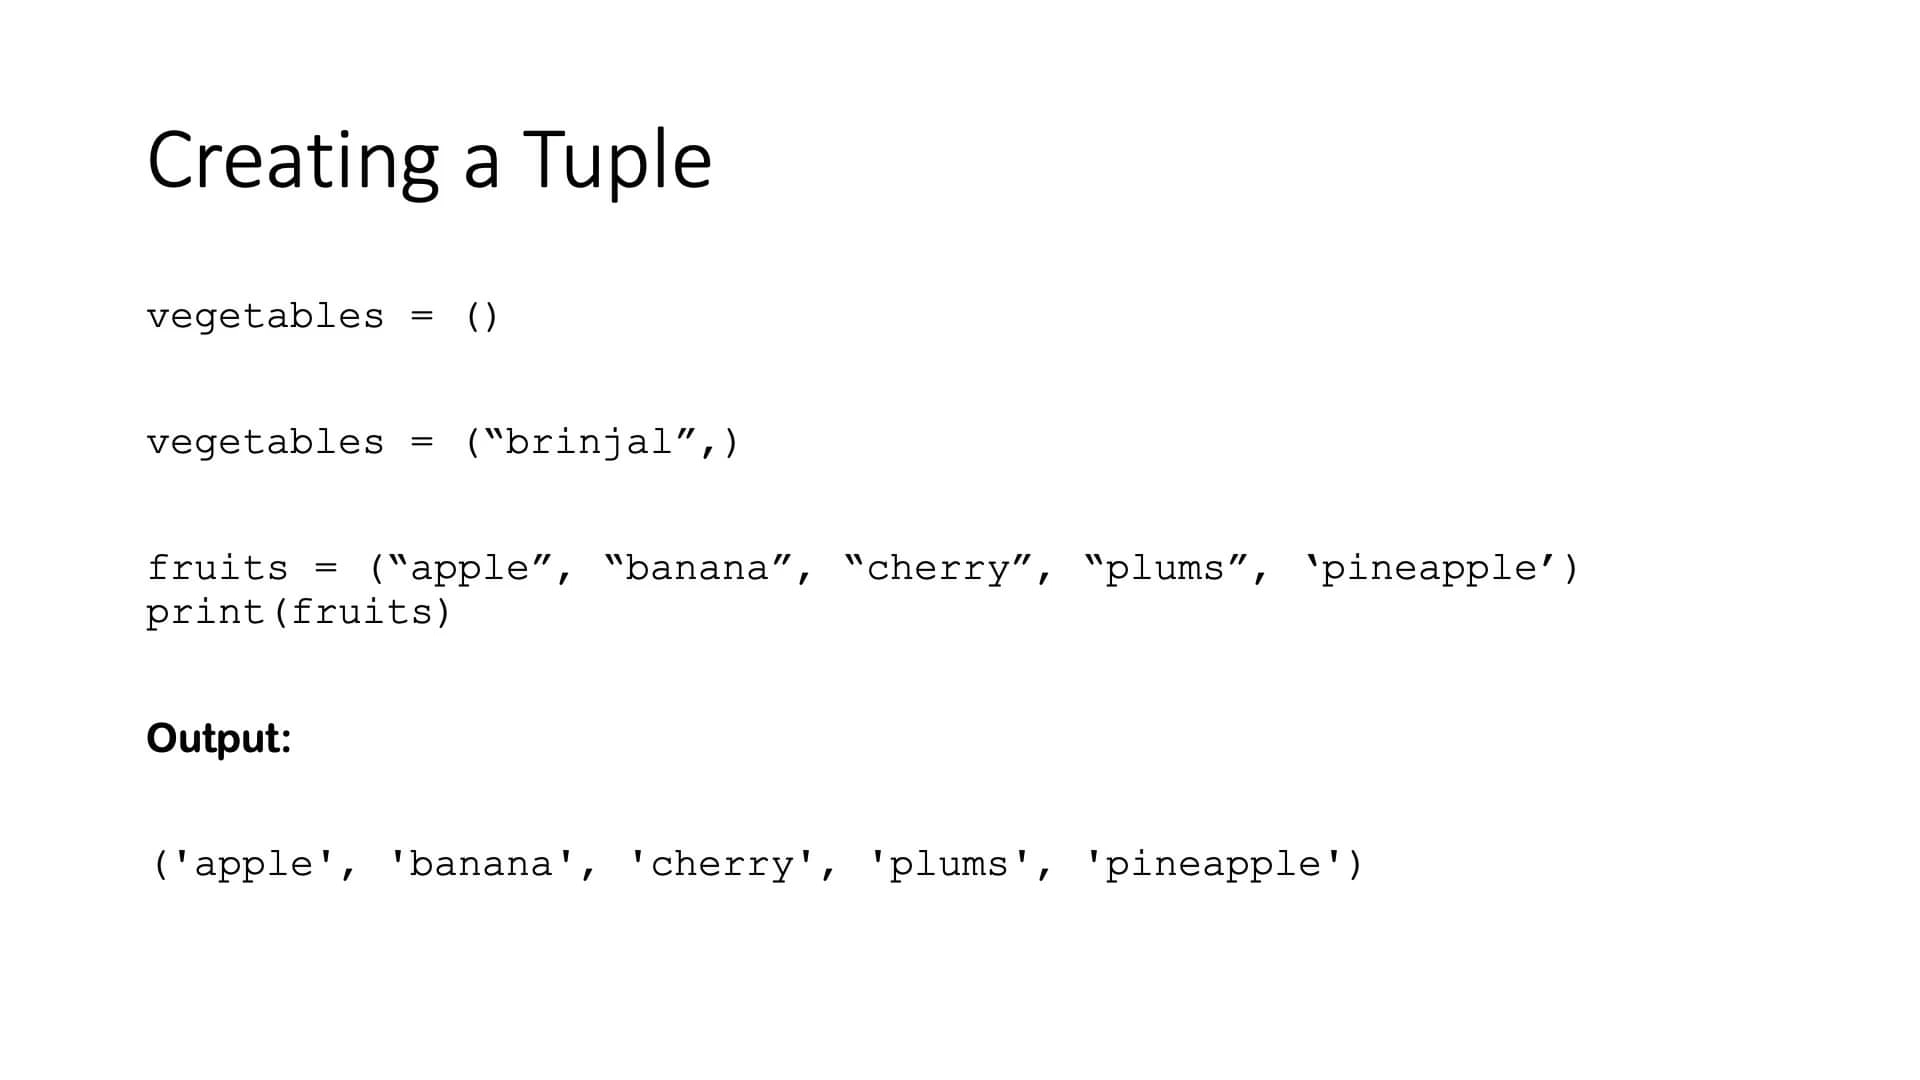 Creating a Tuple
vegetables = ()
vegetables = (“brinjal”,)
fruits = (“apple”, “banana”, “cherry”, “plums”, ‘pineapple’)
print(fruits)
Output:
('apple', 'banana', 'cherry', 'plums', 'pineapple')